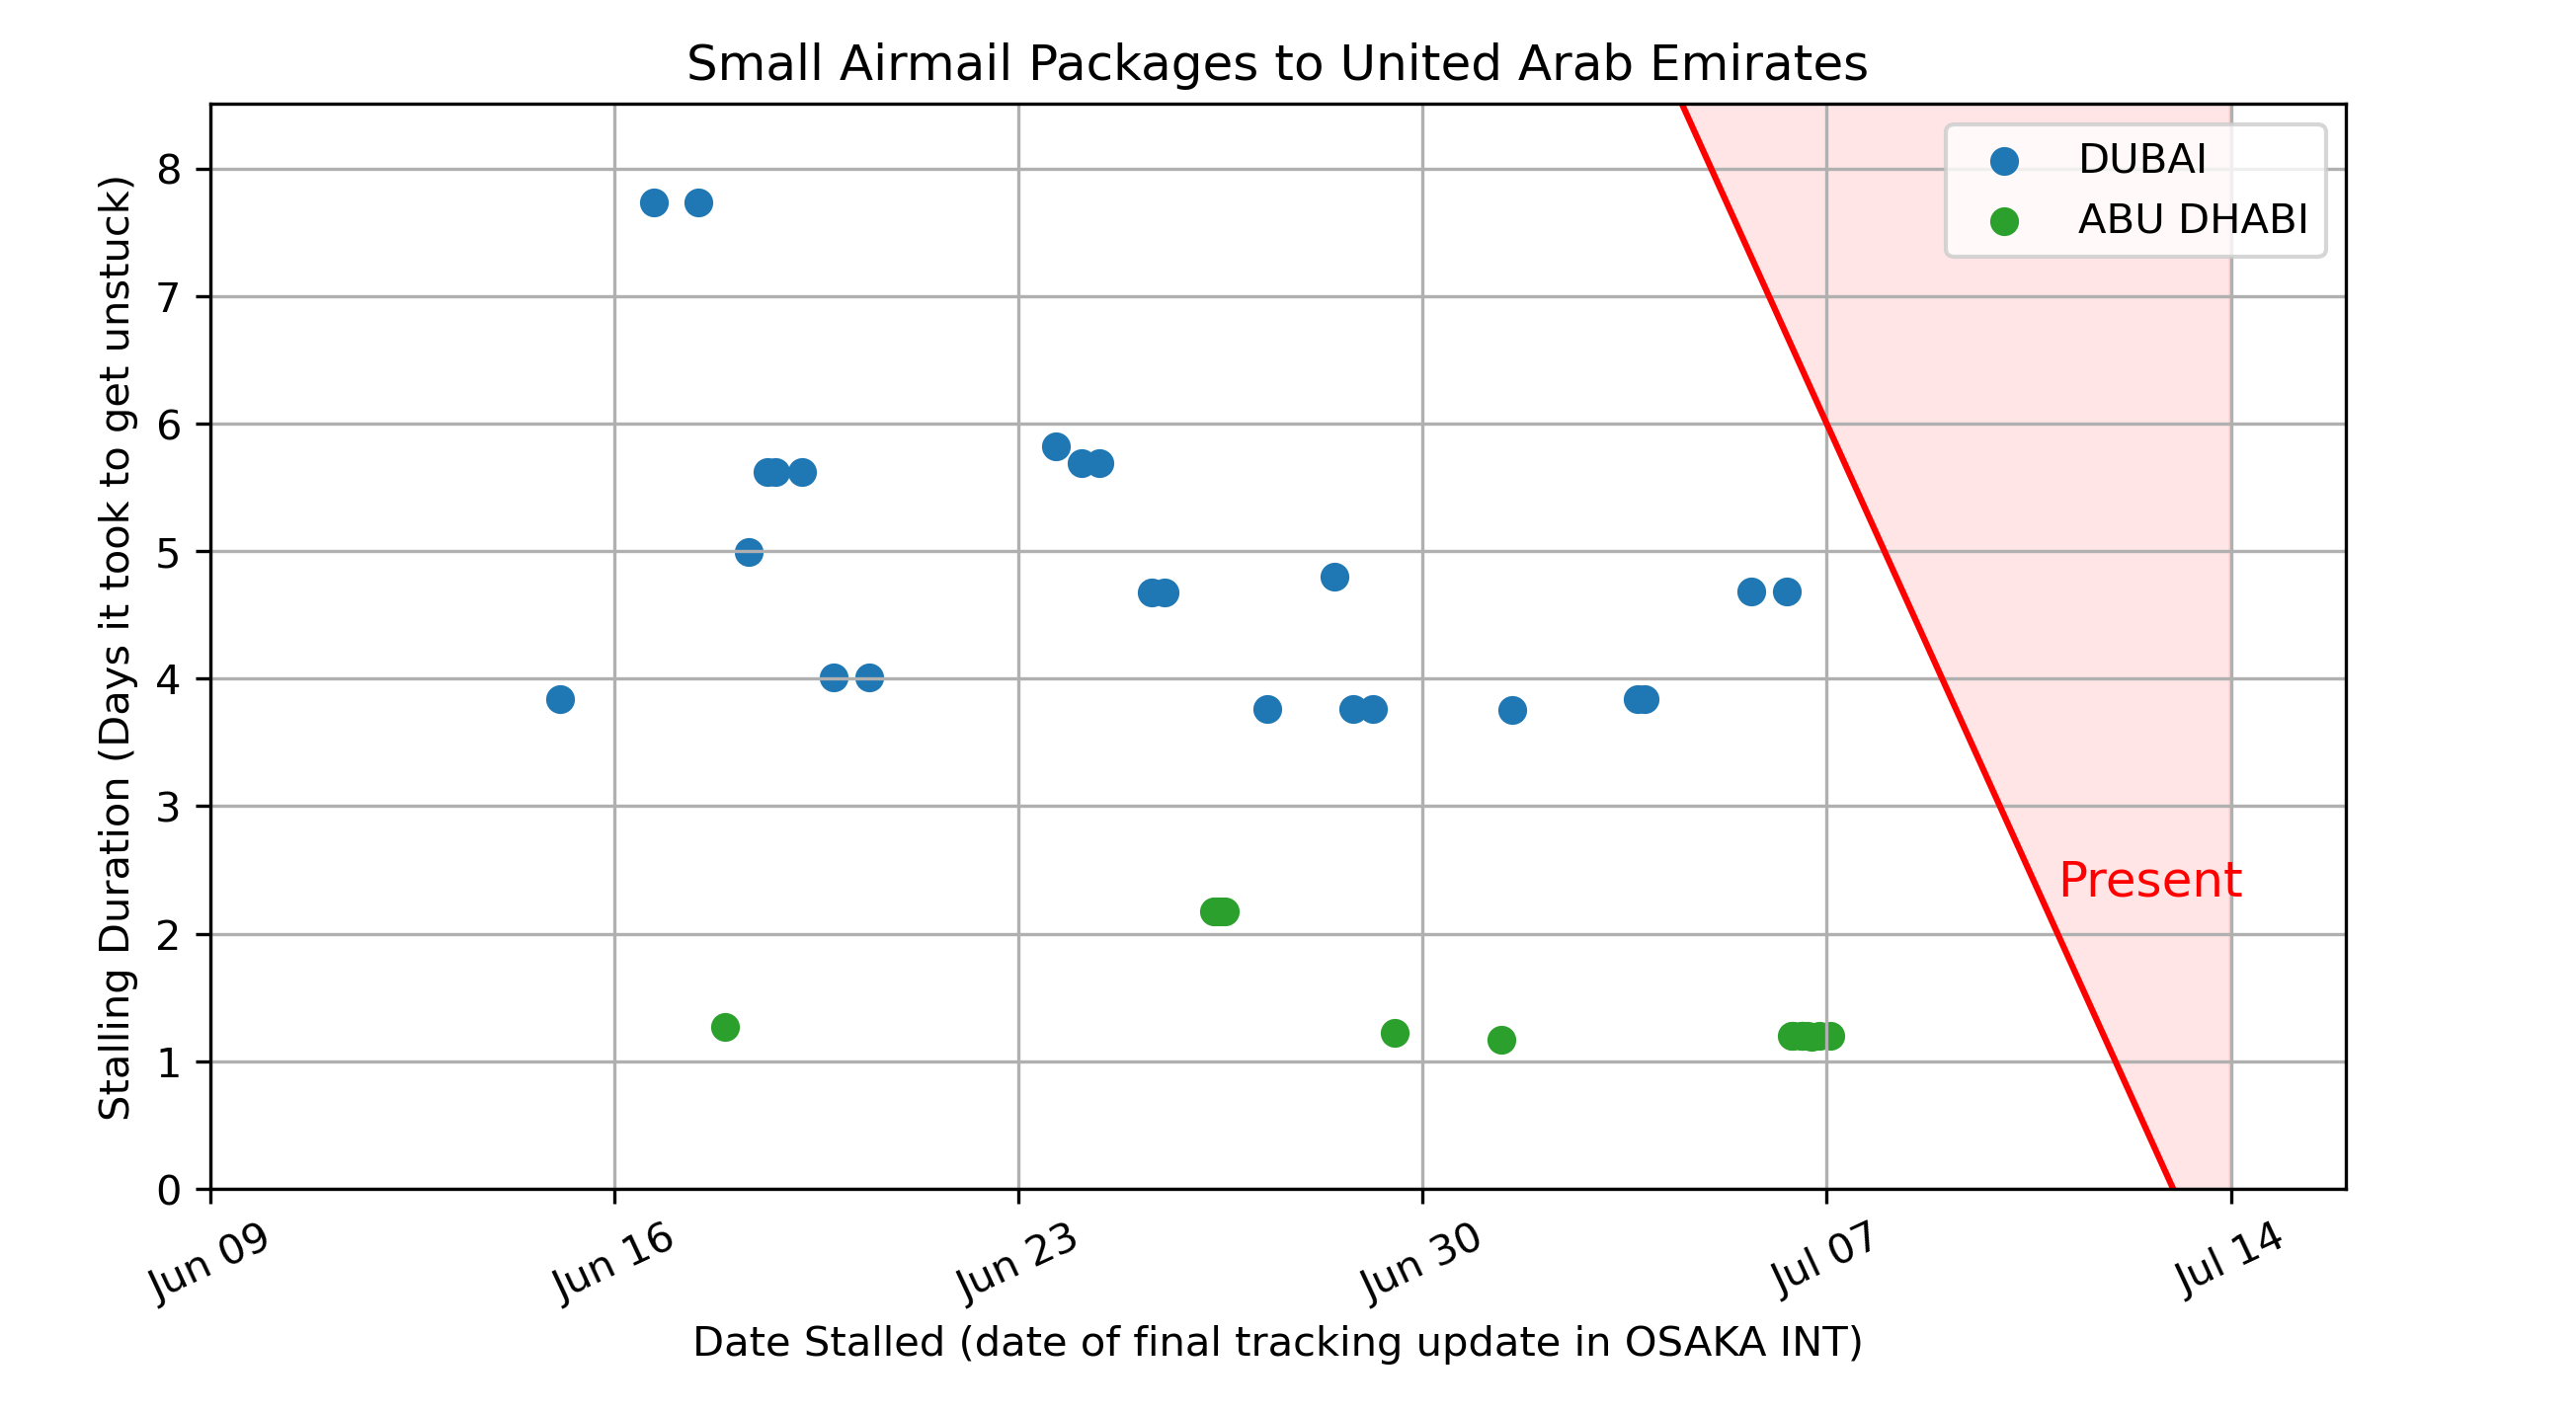 Small Airmail Packages to United Arab Emirates
Stalling Duration (Days it took to get unstuck)
8
7
6
5
4
3
2
1
0
DUBAI
ABU DHABI
Present
Jun 09
Jun 16
Jun 23
Jun 30
Jul 07
Jul 14
Date Stalled (date of final tracking update in OSAKA INT)